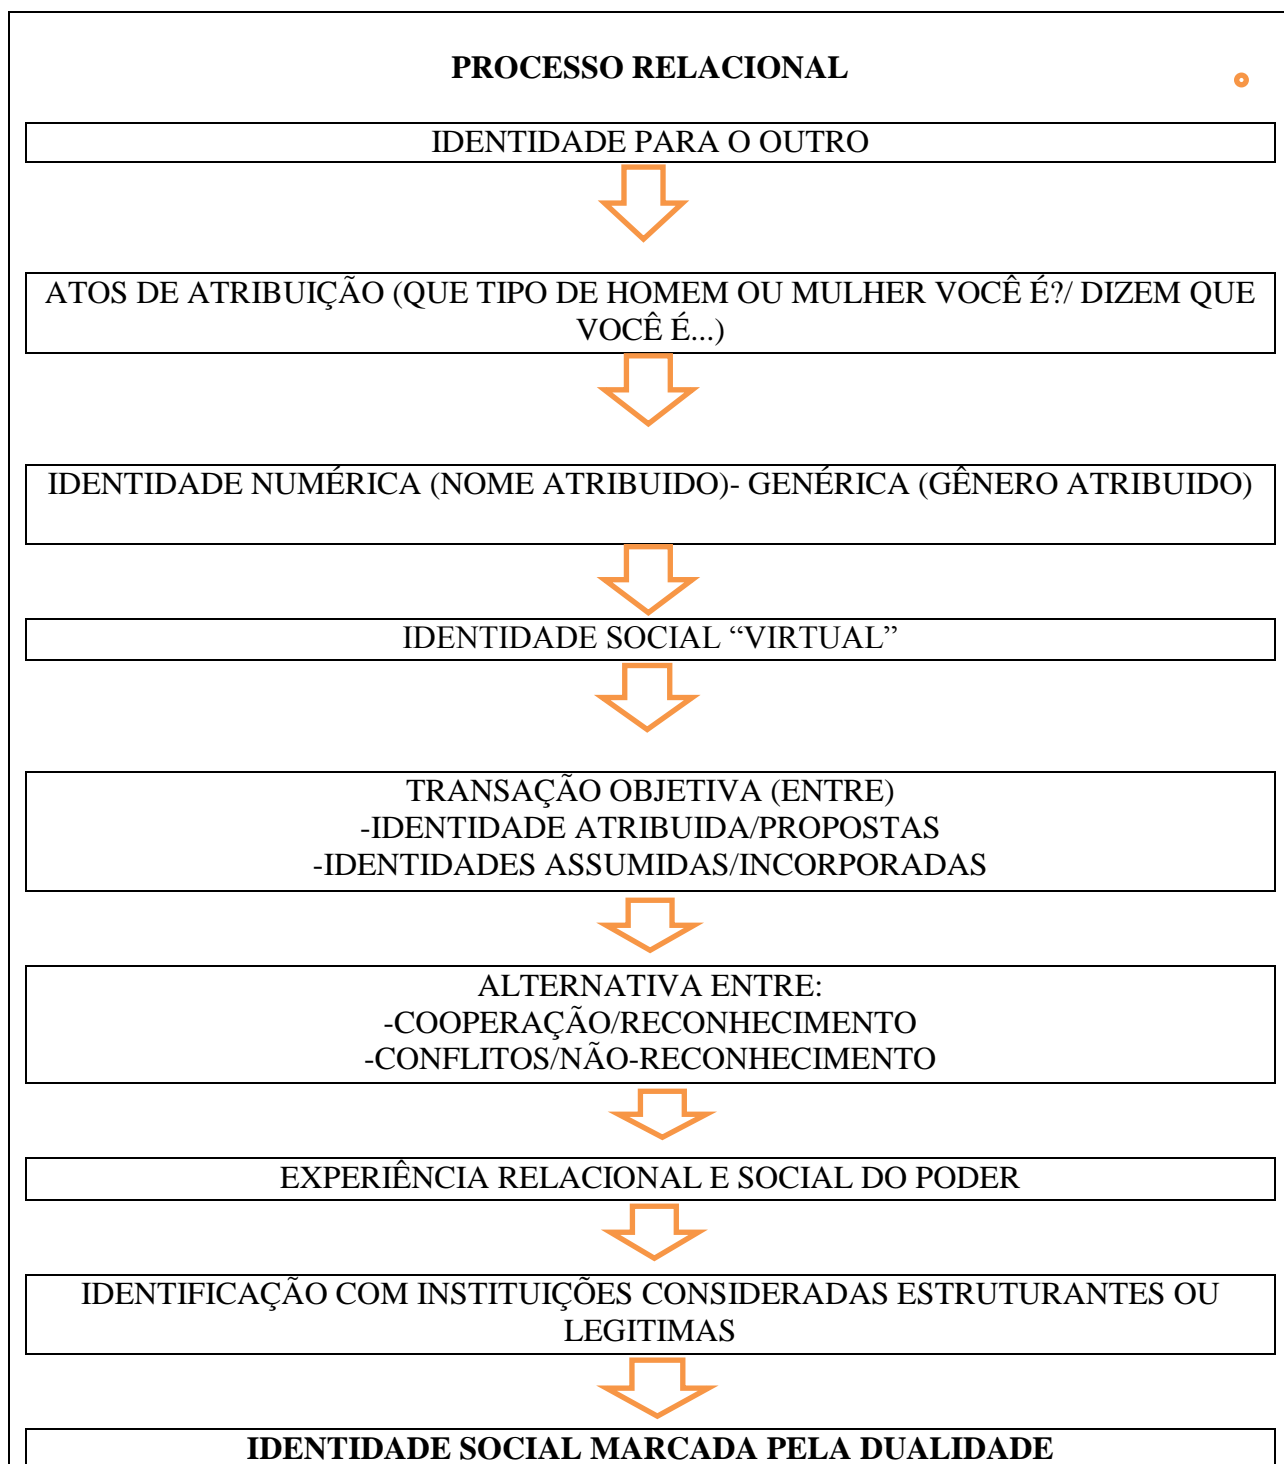 PROCESSO RELACIONAL
IDENTIDADE PARA O OUTRO
ATOS DE ATRIBUIÇÃO (QUE TIPO DE HOMEM OU MULHER VOCÊ É?/ DIZEM QUE
VOCÊ É...)
IDENTIDADE NUMÉRICA (NOME ATRIBUIDO)- GENÉRICA (GÊNERO ATRIBUIDO)
IDENTIDADE SOCIAL “VIRTUAL”
TRANSAÇÃO OBJETIVA (ENTRE)
-IDENTIDADE ATRIBUIDA/PROPOSTAS
-IDENTIDADES ASSUMIDAS/INCORPORADAS
ALTERNATIVA ENTRE:
-COOPERAÇÃO/RECONHECIMENTO
-CONFLITOS/NÃO-RECONHECIMENTO
EXPERIÊNCIA RELACIONAL E SOCIAL DO PODER
IDENTIFICAÇÃO COM INSTITUIÇÕES CONSIDERADAS ESTRUTURANTES OU
LEGITIMAS
IDENTIDADE SOCIAL MARCADA PELA DUALIDADE